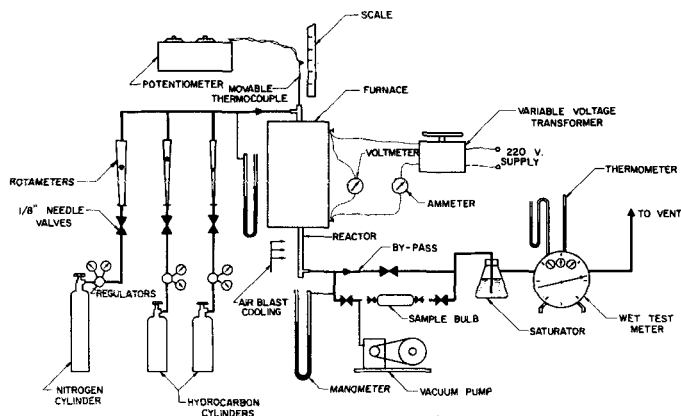 SCALE
POTENTIOMETER
MOVABLE
THERMOCOUPLE
FURNACE
VARIABLE VOLTAGE
TRANSFORMER
VOLTMETER
220 V.
SUPPLY
THERMOMETER
ROTAMETERS
AMMETER
1/8" NEEDLE
VALVES
TO VENT
REACTOR
BY-PASS
REGULATORS
AIR BLAST
COOLING
SAMPLE BULB
SATURATOR
WET TEST
METER
NITROGEN
CYLINDER
HYDROCARBON
CYLINDERS
MANOMETER
VACUUM PUMP